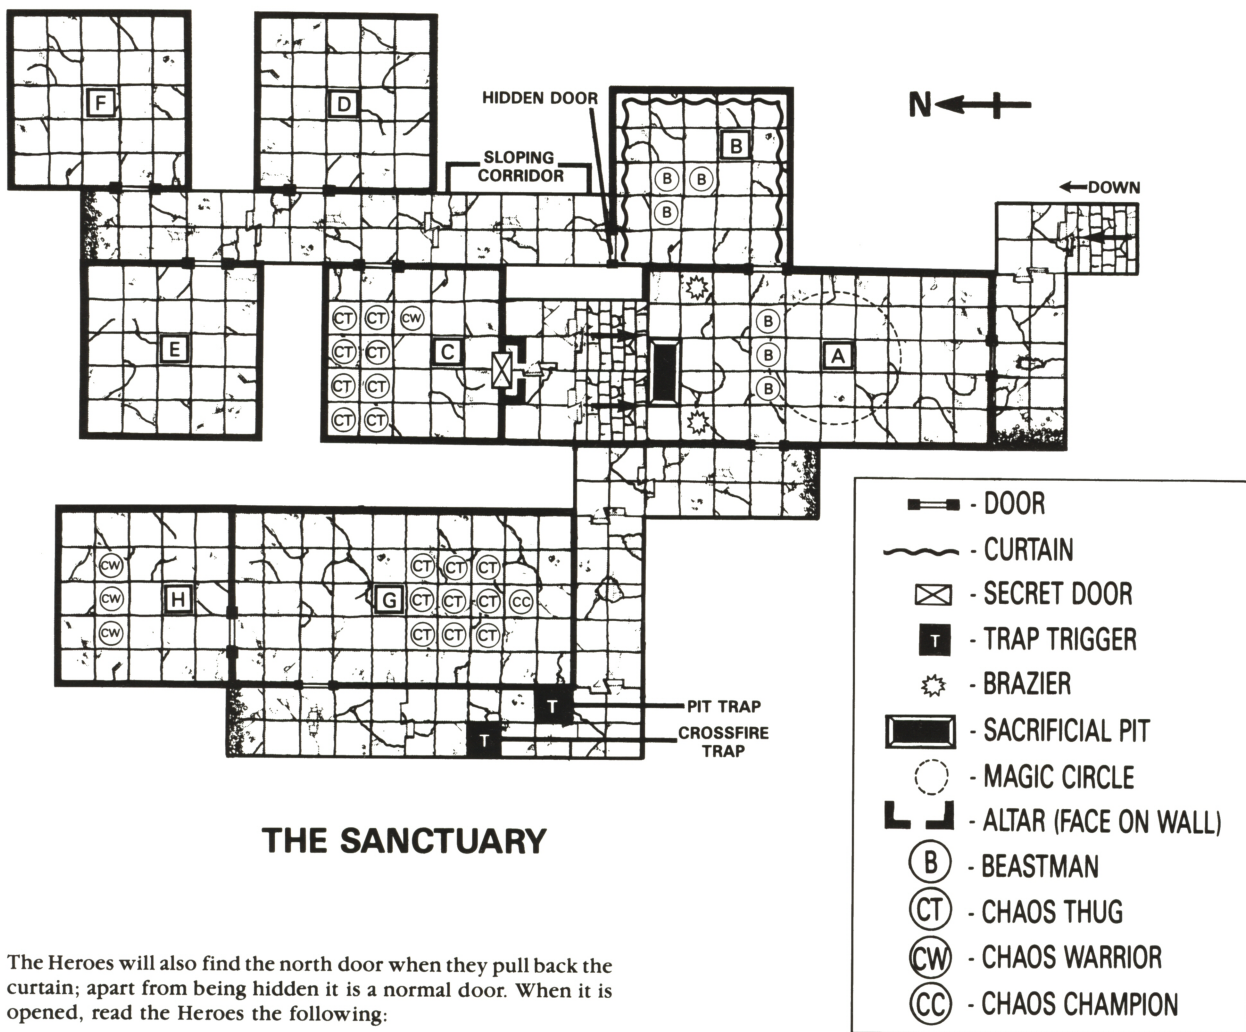 F
D
HIDDEN DOOR
SLOPING
CORRIDOR
B
B B
B
N
DOWN
E
CT CT CW
CT CT
CT CT
CT CT
C
B
B
B
A
CW
CW
CW
H
G
CT CT CT
CT CT CT CC
CT CT CT
T
PIT TRAP
T
CROSSFIRE
TRAP
THE SANCTUARY
- DOOR
- CURTAIN
- SECRET DOOR
T - TRAP TRIGGER
- BRAZIER
- SACRIFICIAL PIT
- MAGIC CIRCLE
- ALTAR (FACE ON WALL)
B - BEASTMAN
CT - CHAOS THUG
CW - CHAOS WARRIOR
CC - CHAOS CHAMPION
The Heroes will also find the north door when they pull back the
curtain; apart from being hidden it is a normal door. When it is
opened, read the Heroes the following: